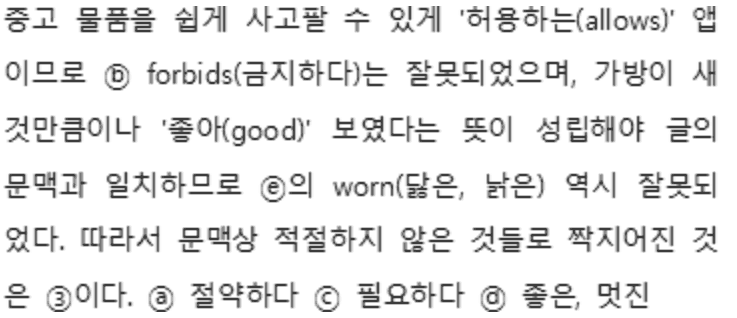 중고 물품을 쉽게 사고팔 수 있게 '허용하는(allows)' 앱
이므로 ⓑ forbids(금지하다)는 잘못되었으며, 가방이 새
것만큼이나 '좋아(good)' 보였다는 뜻이 성립해야 글의
문맥과 일치하므로 ⓔ의 worn(닳은, 낡은) 역시 잘못되
었다. 따라서 문맥상 적절하지 않은 것들로 짝지어진 것
은 ③이다. ⓐ 절약하다 ⓒ 필요하다 ⓓ 좋은, 멋진